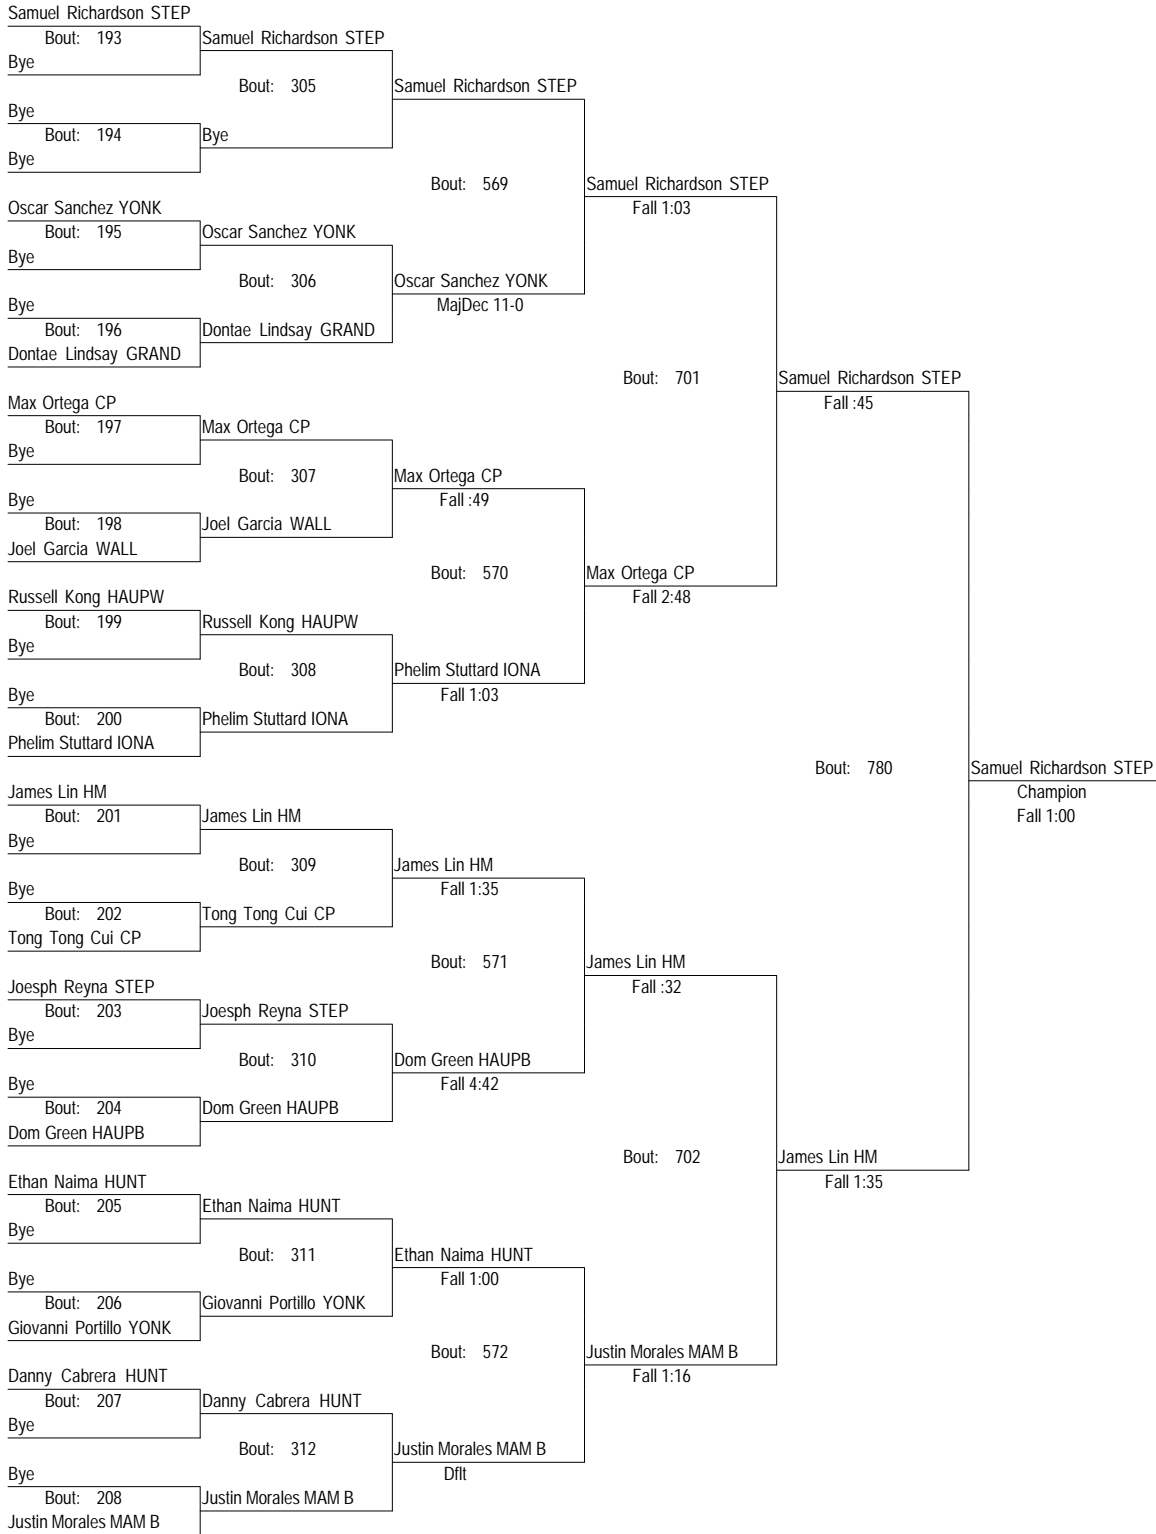 Samuel Richardson STEP
Bout: 193
Samuel Richardson STEP
Bye
Bout: 305
Samuel Richardson STEP
Bye
Bout: 194
Bye
Bye
Bout: 569
Samuel Richardson STEP
Fall 1:03
Oscar Sanchez YONK
Bout: 195
Oscar Sanchez YONK
Bye
Bout: 306
Oscar Sanchez YONK
MajDec 11-0
Bye
Bout: 196
Dontae Lindsay GRAND
Dontae Lindsay GRAND
Bout: 701
Samuel Richardson STEP
Fall :45
Max Ortega CP
Bout: 197
Max Ortega CP
Bye
Bout: 307
Max Ortega CP
Fall :49
Bye
Bout: 198
Joel Garcia WALL
Joel Garcia WALL
Bout: 570
Max Ortega CP
Fall 2:48
Russell Kong HAUPW
Bout: 199
Russell Kong HAUPW
Bye
Bout: 308
Phelim Stuttard IONA
Fall 1:03
Bye
Bout: 200
Phelim Stuttard IONA
Phelim Stuttard IONA
Bout: 780
Samuel Richardson STEP
Champion
Fall 1:00
James Lin HM
Bout: 201
James Lin HM
Bye
Bout: 309
James Lin HM
Fall 1:35
Bye
Bout: 202
Tong Tong Cui CP
Tong Tong Cui CP
Bout: 571
James Lin HM
Fall :32
Joesph Reyna STEP
Bout: 203
Joesph Reyna STEP
Bye
Bout: 310
Dom Green HAUPB
Fall 4:42
Bye
Bout: 204
Dom Green HAUPB
Dom Green HAUPB
Bout: 702
James Lin HM
Fall 1:35
Ethan Naima HUNT
Bout: 205
Ethan Naima HUNT
Bye
Bout: 311
Ethan Naima HUNT
Fall 1:00
Bye
Bout: 206
Giovanni Portillo YONK
Giovanni Portillo YONK
Bout: 572
Justin Morales MAM B
Fall 1:16
Danny Cabrera HUNT
Bout: 207
Danny Cabrera HUNT
Bye
Bout: 312
Justin Morales MAM B
Dflt
Bye
Bout: 208
Justin Morales MAM B
Justin Morales MAM B